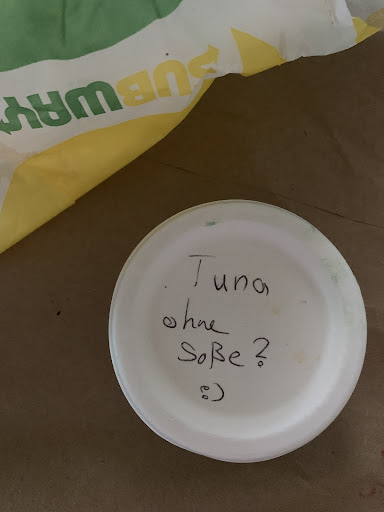 SUBWAY
Tuna
ohne
Soße?
:)